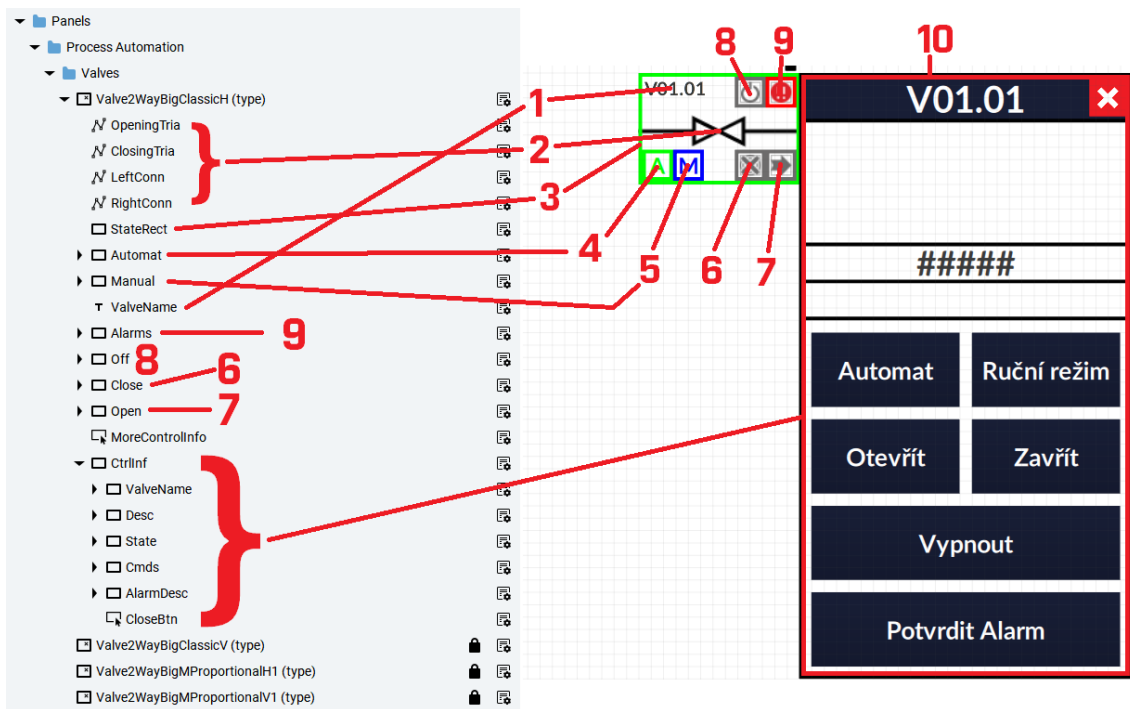 Panels
Process Automation
Valves
Valve2WayBigClassicH (type)
OpeningTria
ClosingTria
LeftConn
RightConn
StateRect
Automat
Manual
ValveName
Alarms
Off
Close
Open
MoreControlInfo
CtrlInf
ValveName
Desc
State
Cmds
AlarmDesc
CloseBtn
Valve2WayBigClassicV (type)
Valve2WayBigMProportionalH1 (type)
Valve2WayBigMProportionalV1 (type)
1
2
3
9
8
6
7
8
9
V01.01
A
M
4
5
6
7
10
V01.01
#####
Automat
Ruční režim
Otevřít
Zavřít
Vypnout
Potvrdit Alarm